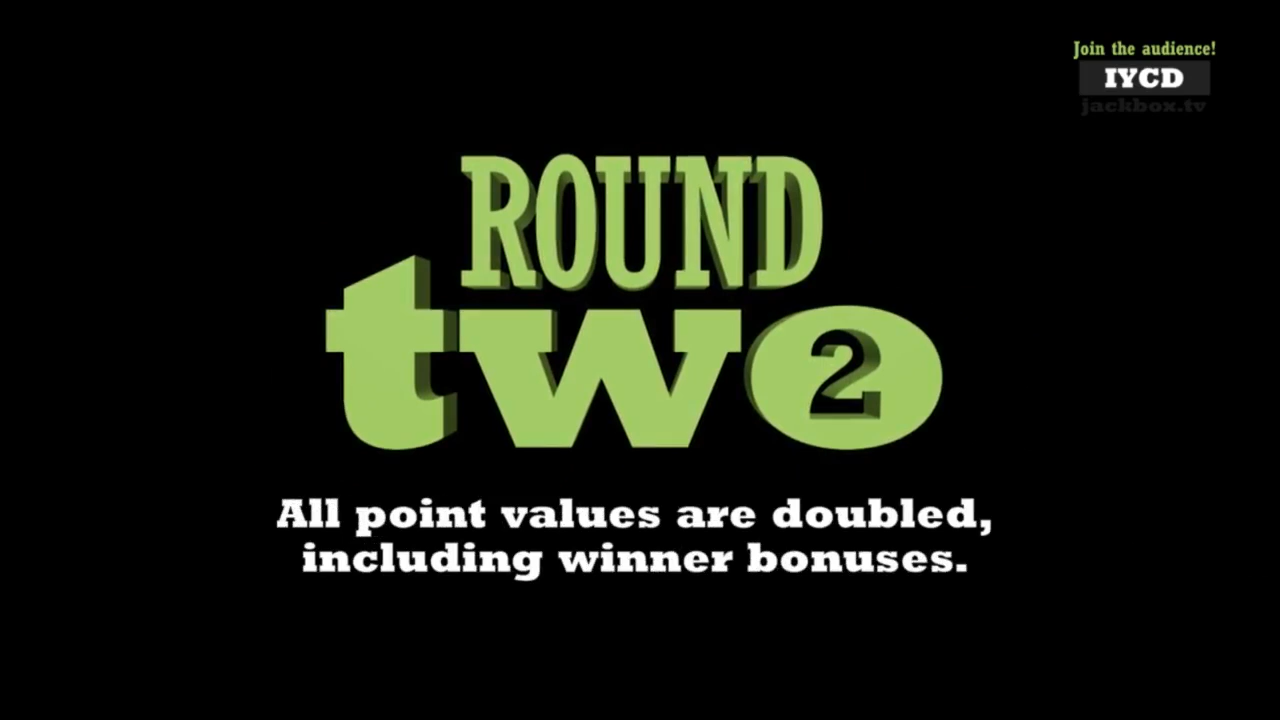 Join the audience!
IYCD
jackbox.tv
ROUND
two
2
All point values are doubled,
including winner bonuses.